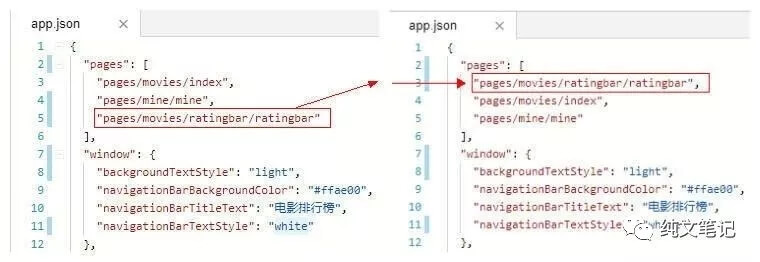 app.json ×
1 {
2 "pages": [
3 "pages/movies/index",
4 "pages/mine/mine",
5 "pages/movies/ratingbar/ratingbar"
6 ],
7 "window": {
8 "backgroundTextStyle": "light",
9 "navigationBarBackgroundColor": "#ffae00",
10 "navigationBarTitleText": "电影排行榜",
11 "navigationBarTextStyle": "white"
12 },
app.json ×
1 {
2 "pages": [
3 "pages/movies/ratingbar/ratingbar",
4 "pages/movies/index",
5 "pages/mine/mine"
6 ],
7 "window": {
8 "backgroundTextStyle": "light",
9 "navigationBarBackgroundColor": "#ffae00",
10 "navigationBarTitleText": "电影排行榜",
11 "navigationBarTextStyle":
12 },
纯文笔记